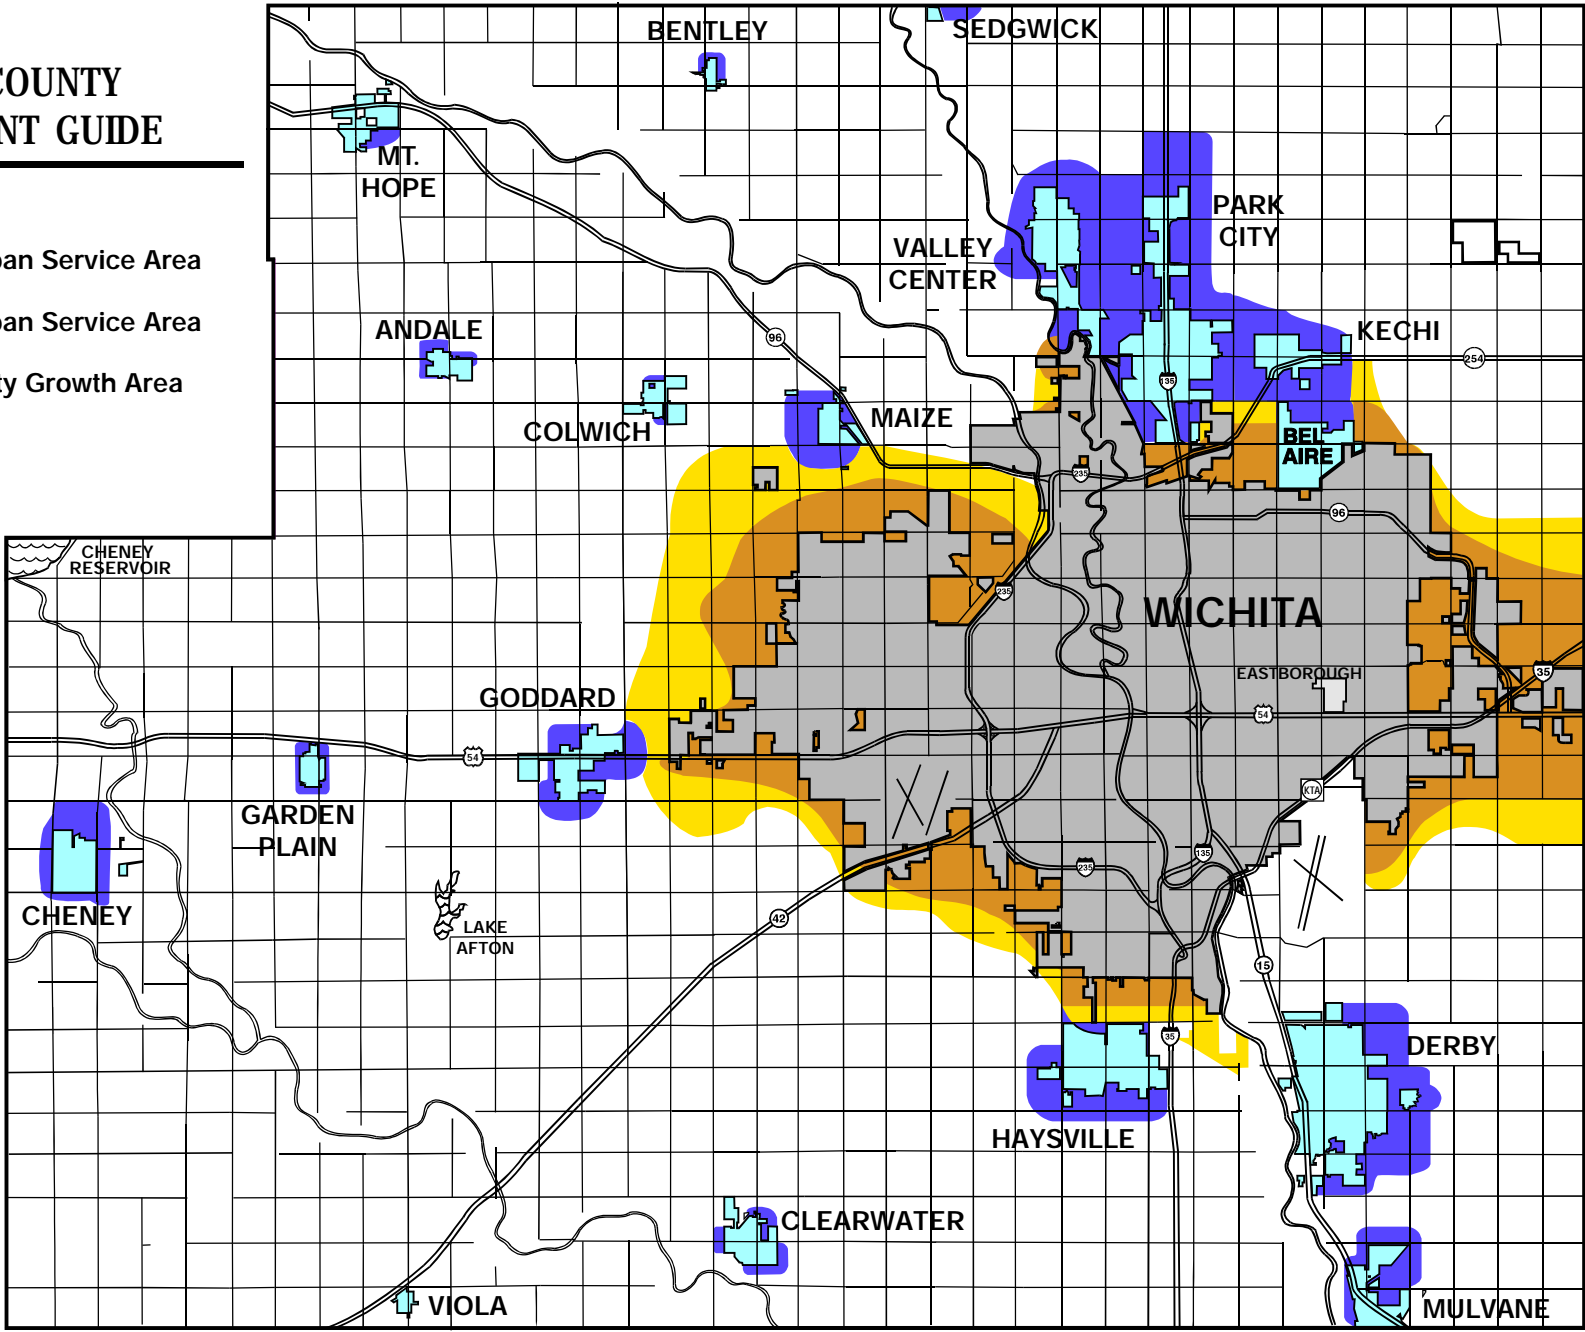 COUNTY
NT GUIDE
ban Service Area
ban Service Area
ty Growth Area
BENTLEY
SEDGWICK
MT.
HOPE
PARK
CITY
VALLEY
CENTER
ANDALE
96
KECHI
254
135
COLWICH
MAIZE
BEL
AIRE
235
96
CHENEY
RESERVOIR
235
WICHITA
EASTBOROUGH
35
GODDARD
54
54
GARDEN
PLAIN
KTA
135
235
CHENEY
LAKE
AFTON
42
15
35
DERBY
HAYSVILLE
CLEARWATER
VIOLA
MULVANE